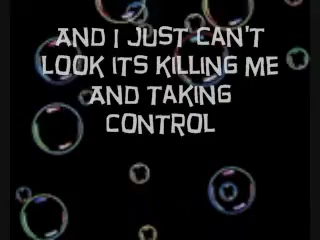 AND I JUST CAN'T
LOOK ITS KILLING ME
AND TAKING
CONTROL